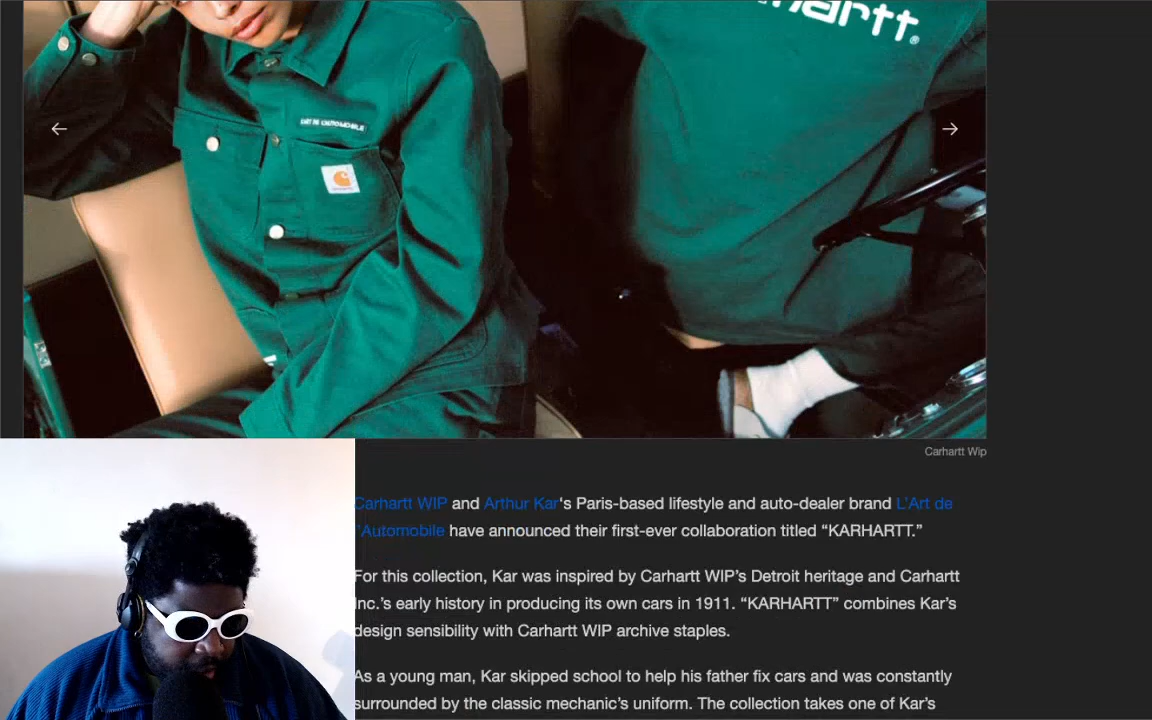 hartt®
L'ART DE L'AUTOMOBILE
Carhartt Wip
Carhartt WIP and Arthur Kar‘s Paris-based lifestyle and auto-dealer brand L’Art de
’Automobile have announced their first-ever collaboration titled “KARHARTT.”
For this collection, Kar was inspired by Carhartt WIP’s Detroit heritage and Carhartt
Inc.’s early history in producing its own cars in 1911. “KARHARTT” combines Kar’s
design sensibility with Carhartt WIP archive staples.
As a young man, Kar skipped school to help his father fix cars and was constantly
surrounded by the classic mechanic’s uniform. The collection takes one of Kar’s